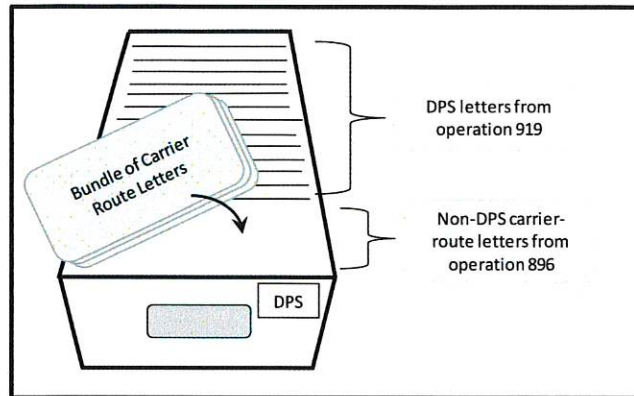 DPS letters from
operation 919
Bundle of Carrier
Route Letters
Non-DPS carrier-
route letters from
operation 896
DPS